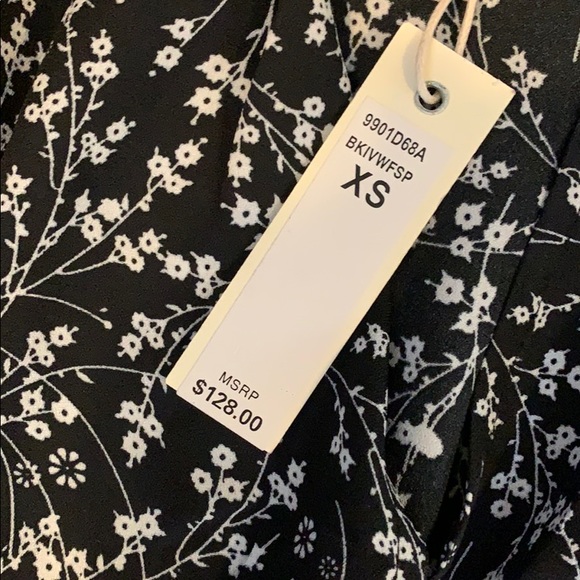 9901D68A
BKIVWFSP
XS
MSRP
$128.00